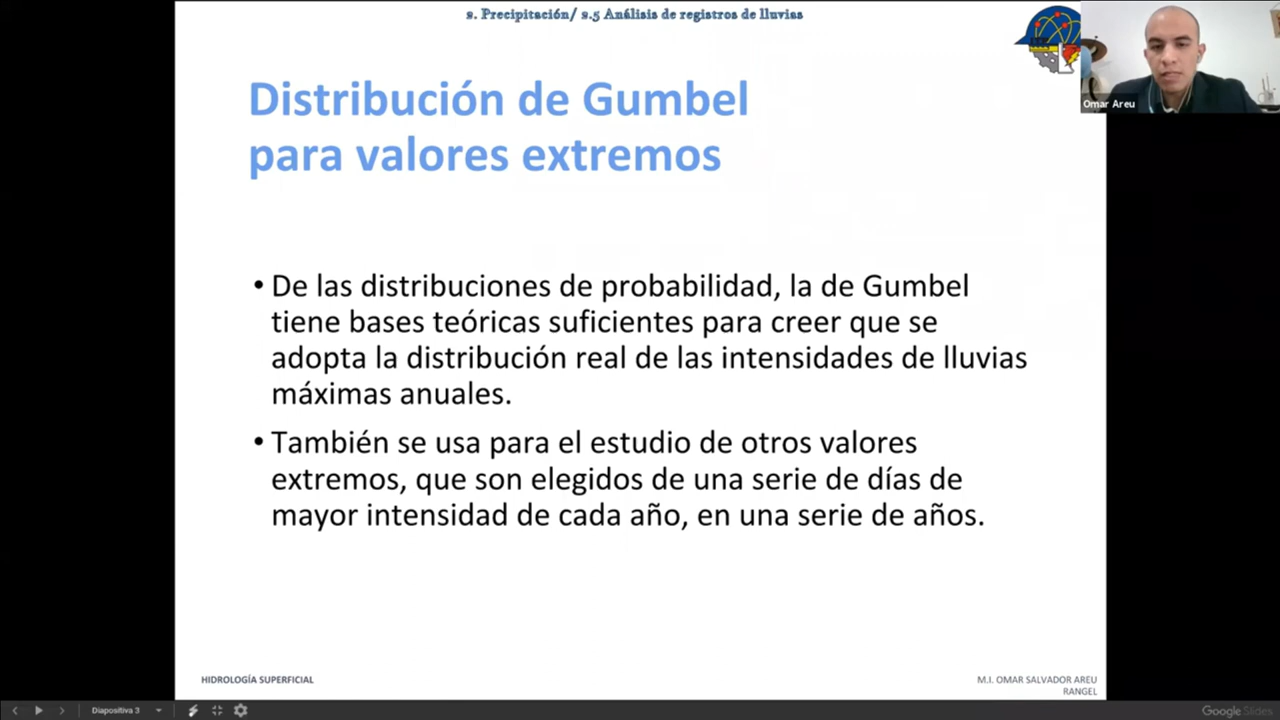 2. Precipitación/ 2.5 Análisis de registros de lluvias
Omar Areu
Distribución de Gumbel
para valores extremos
• De las distribuciones de probabilidad, la de Gumbel
tiene bases teóricas suficientes para creer que se
adopta la distribución real de las intensidades de lluvias
máximas anuales.
• También se usa para el estudio de otros valores
extremos, que son elegidos de una serie de días de
mayor intensidad de cada año, en una serie de años.
HIDROLOGÍA SUPERFICIAL
M.I. OMAR SALVADOR AREU
RANGEL
Diapositiva 3
Google Slides